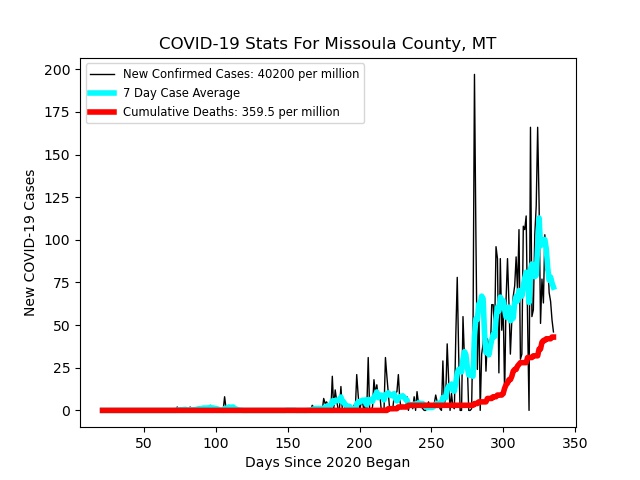 COVID-19 Stats For Missoula County, MT
New Confirmed Cases: 40200 per million
7 Day Case Average
Cumulative Deaths: 359.5 per million
New COVID-19 Cases
200
175
150
125
100
75
50
25
0
50 100 150 200 250 300 350
Days Since 2020 Began